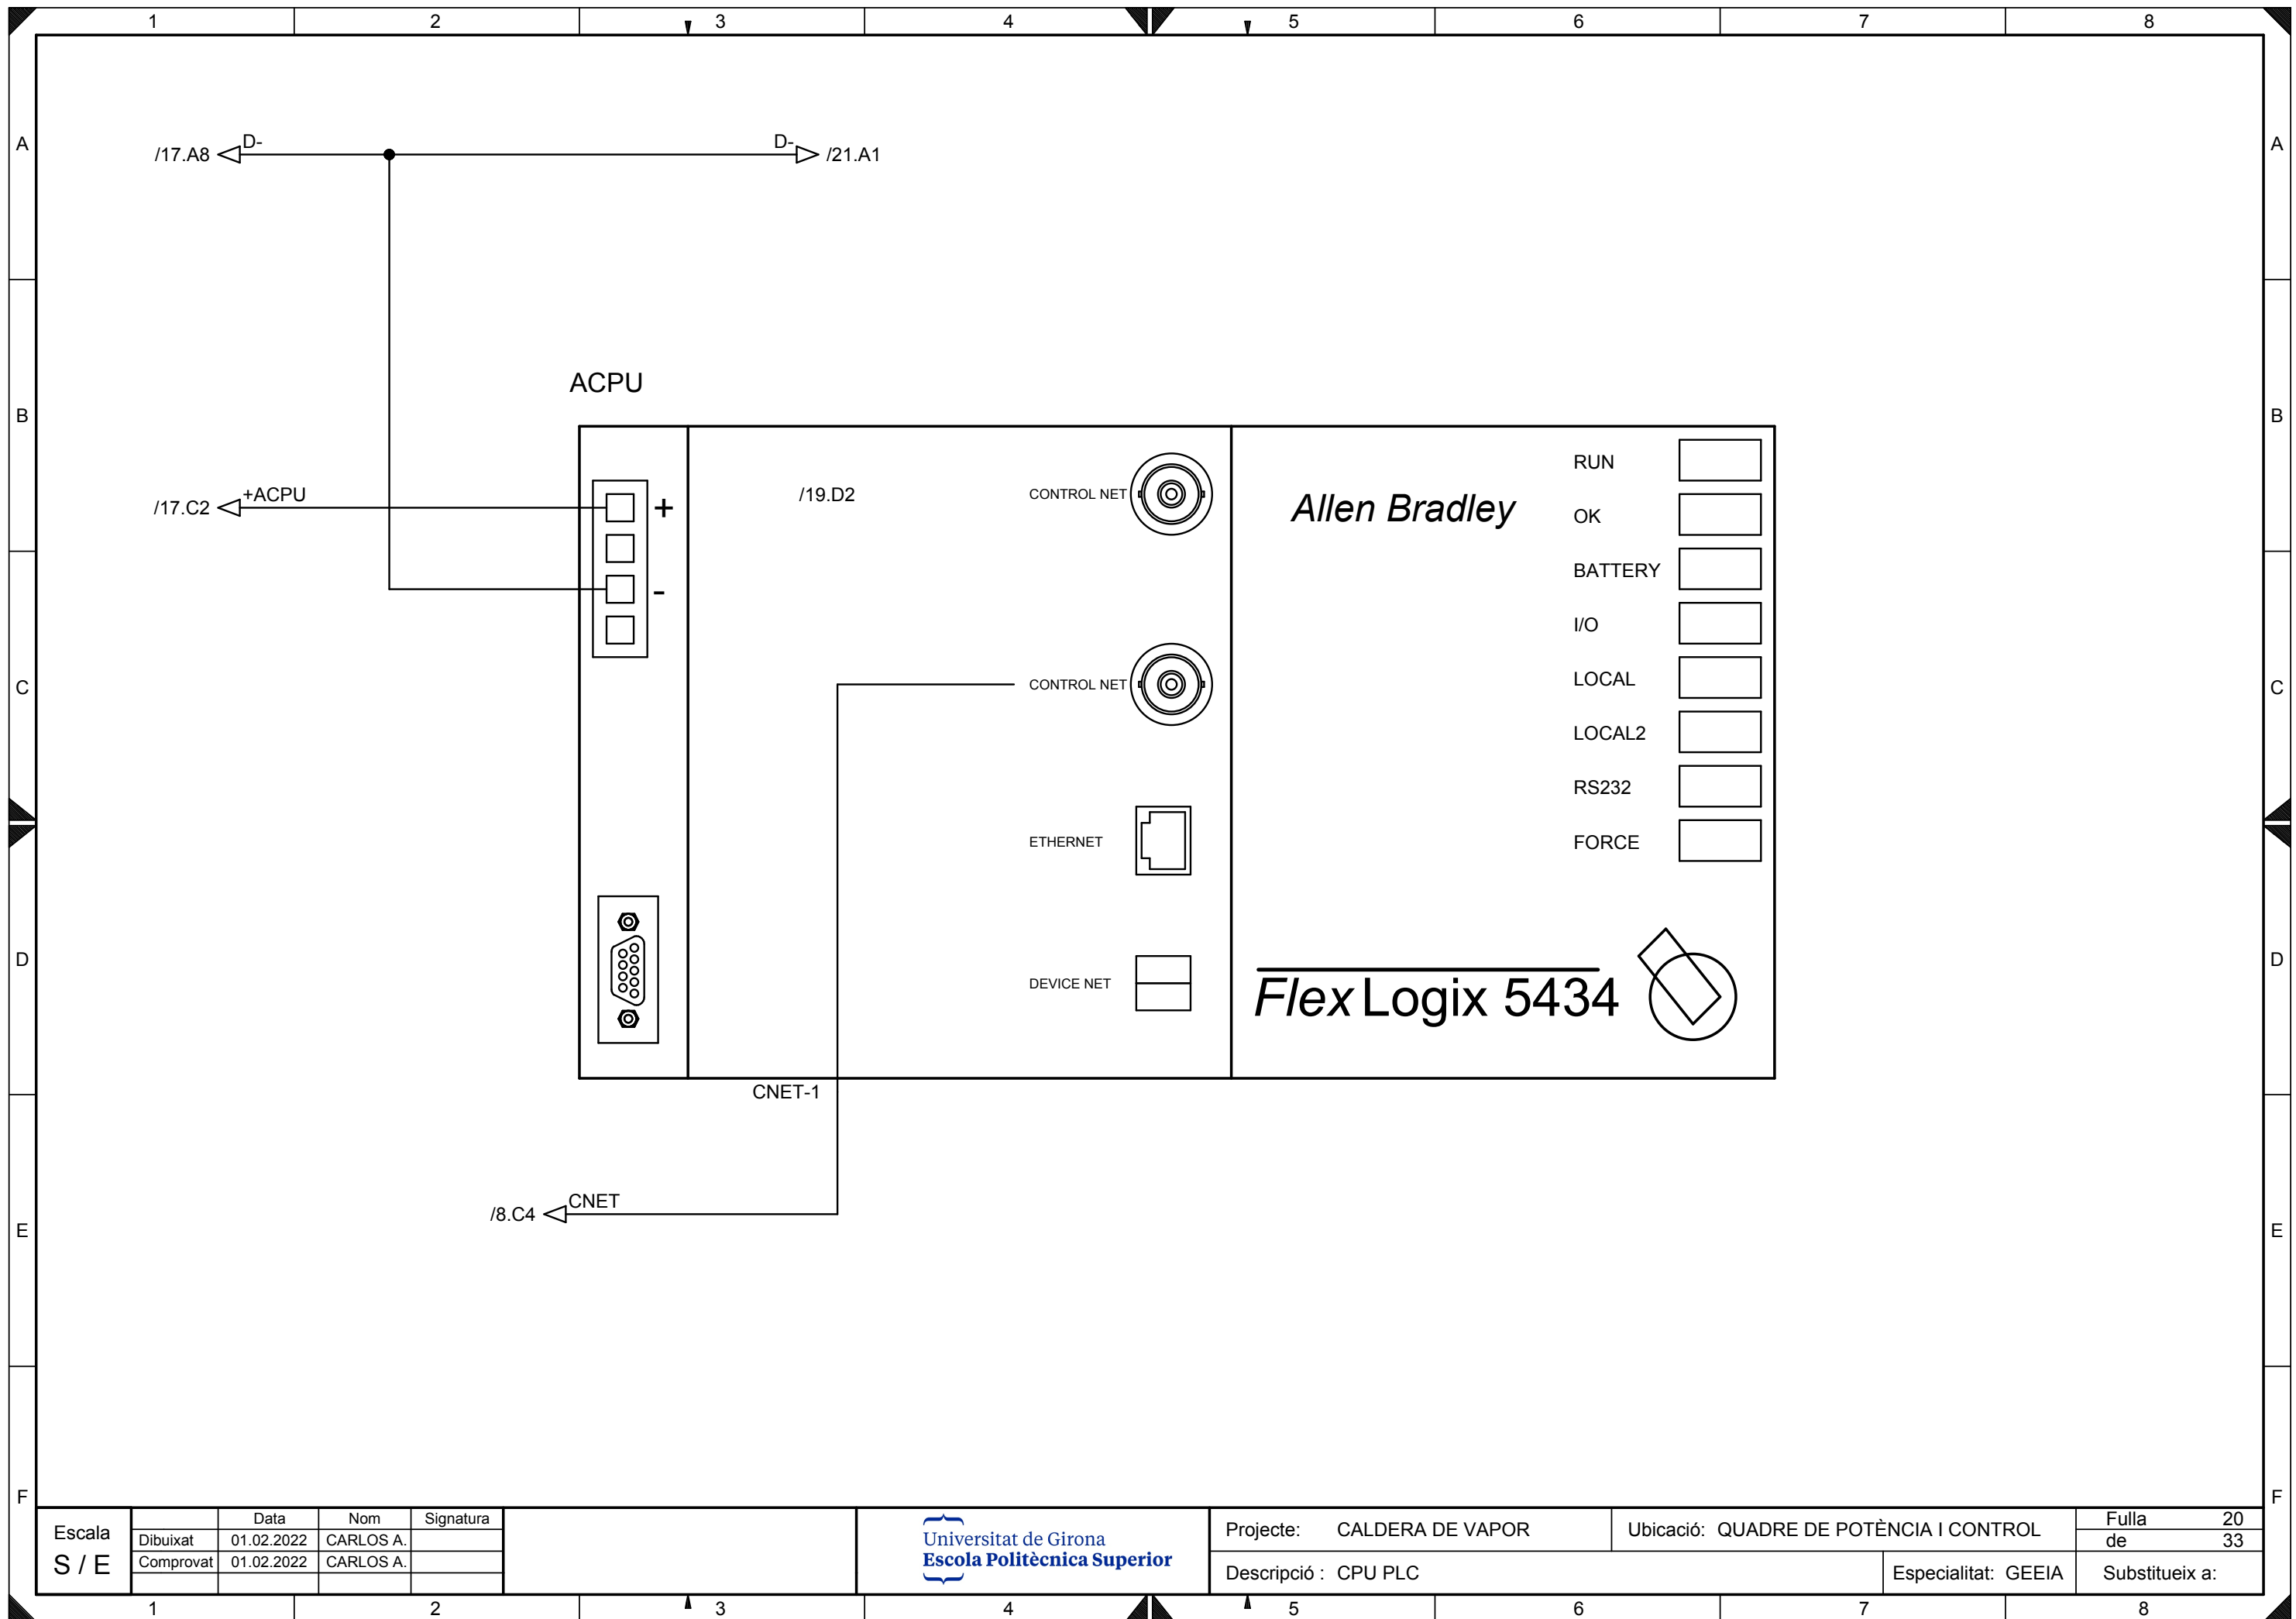 1 2 3 4 5 6 7 8
A A
D- D-
/17.A8 /21.A1
ACPU
B B
RUN
+ACPU /19.D2 CONTROL NET
/17.C2 + Allen Bradley
OK
BATTERY
-
I/O
C CONTROL NET LOCAL C
LOCAL2
RS232
ETHERNET FORCE
D D
DEVICE NET
Flex Logix 5434
CNET-1
CNET
/8.C4
E E
F F
Escala
S / E
Data Nom Signatura
Dibuixat 01.02.2022 CARLOS A.
Comprovat 01.02.2022 CARLOS A.
Universitat de Girona
Escola Politècnica Superior
Projecte: CALDERA DE VAPOR
Ubicació: QUADRE DE POTÈNCIA I CONTROL
Fulla 20
de 33
Descripció : CPU PLC
Especialitat: GEEIA
Substitueix a:
1 2 3 4 5 6 7 8